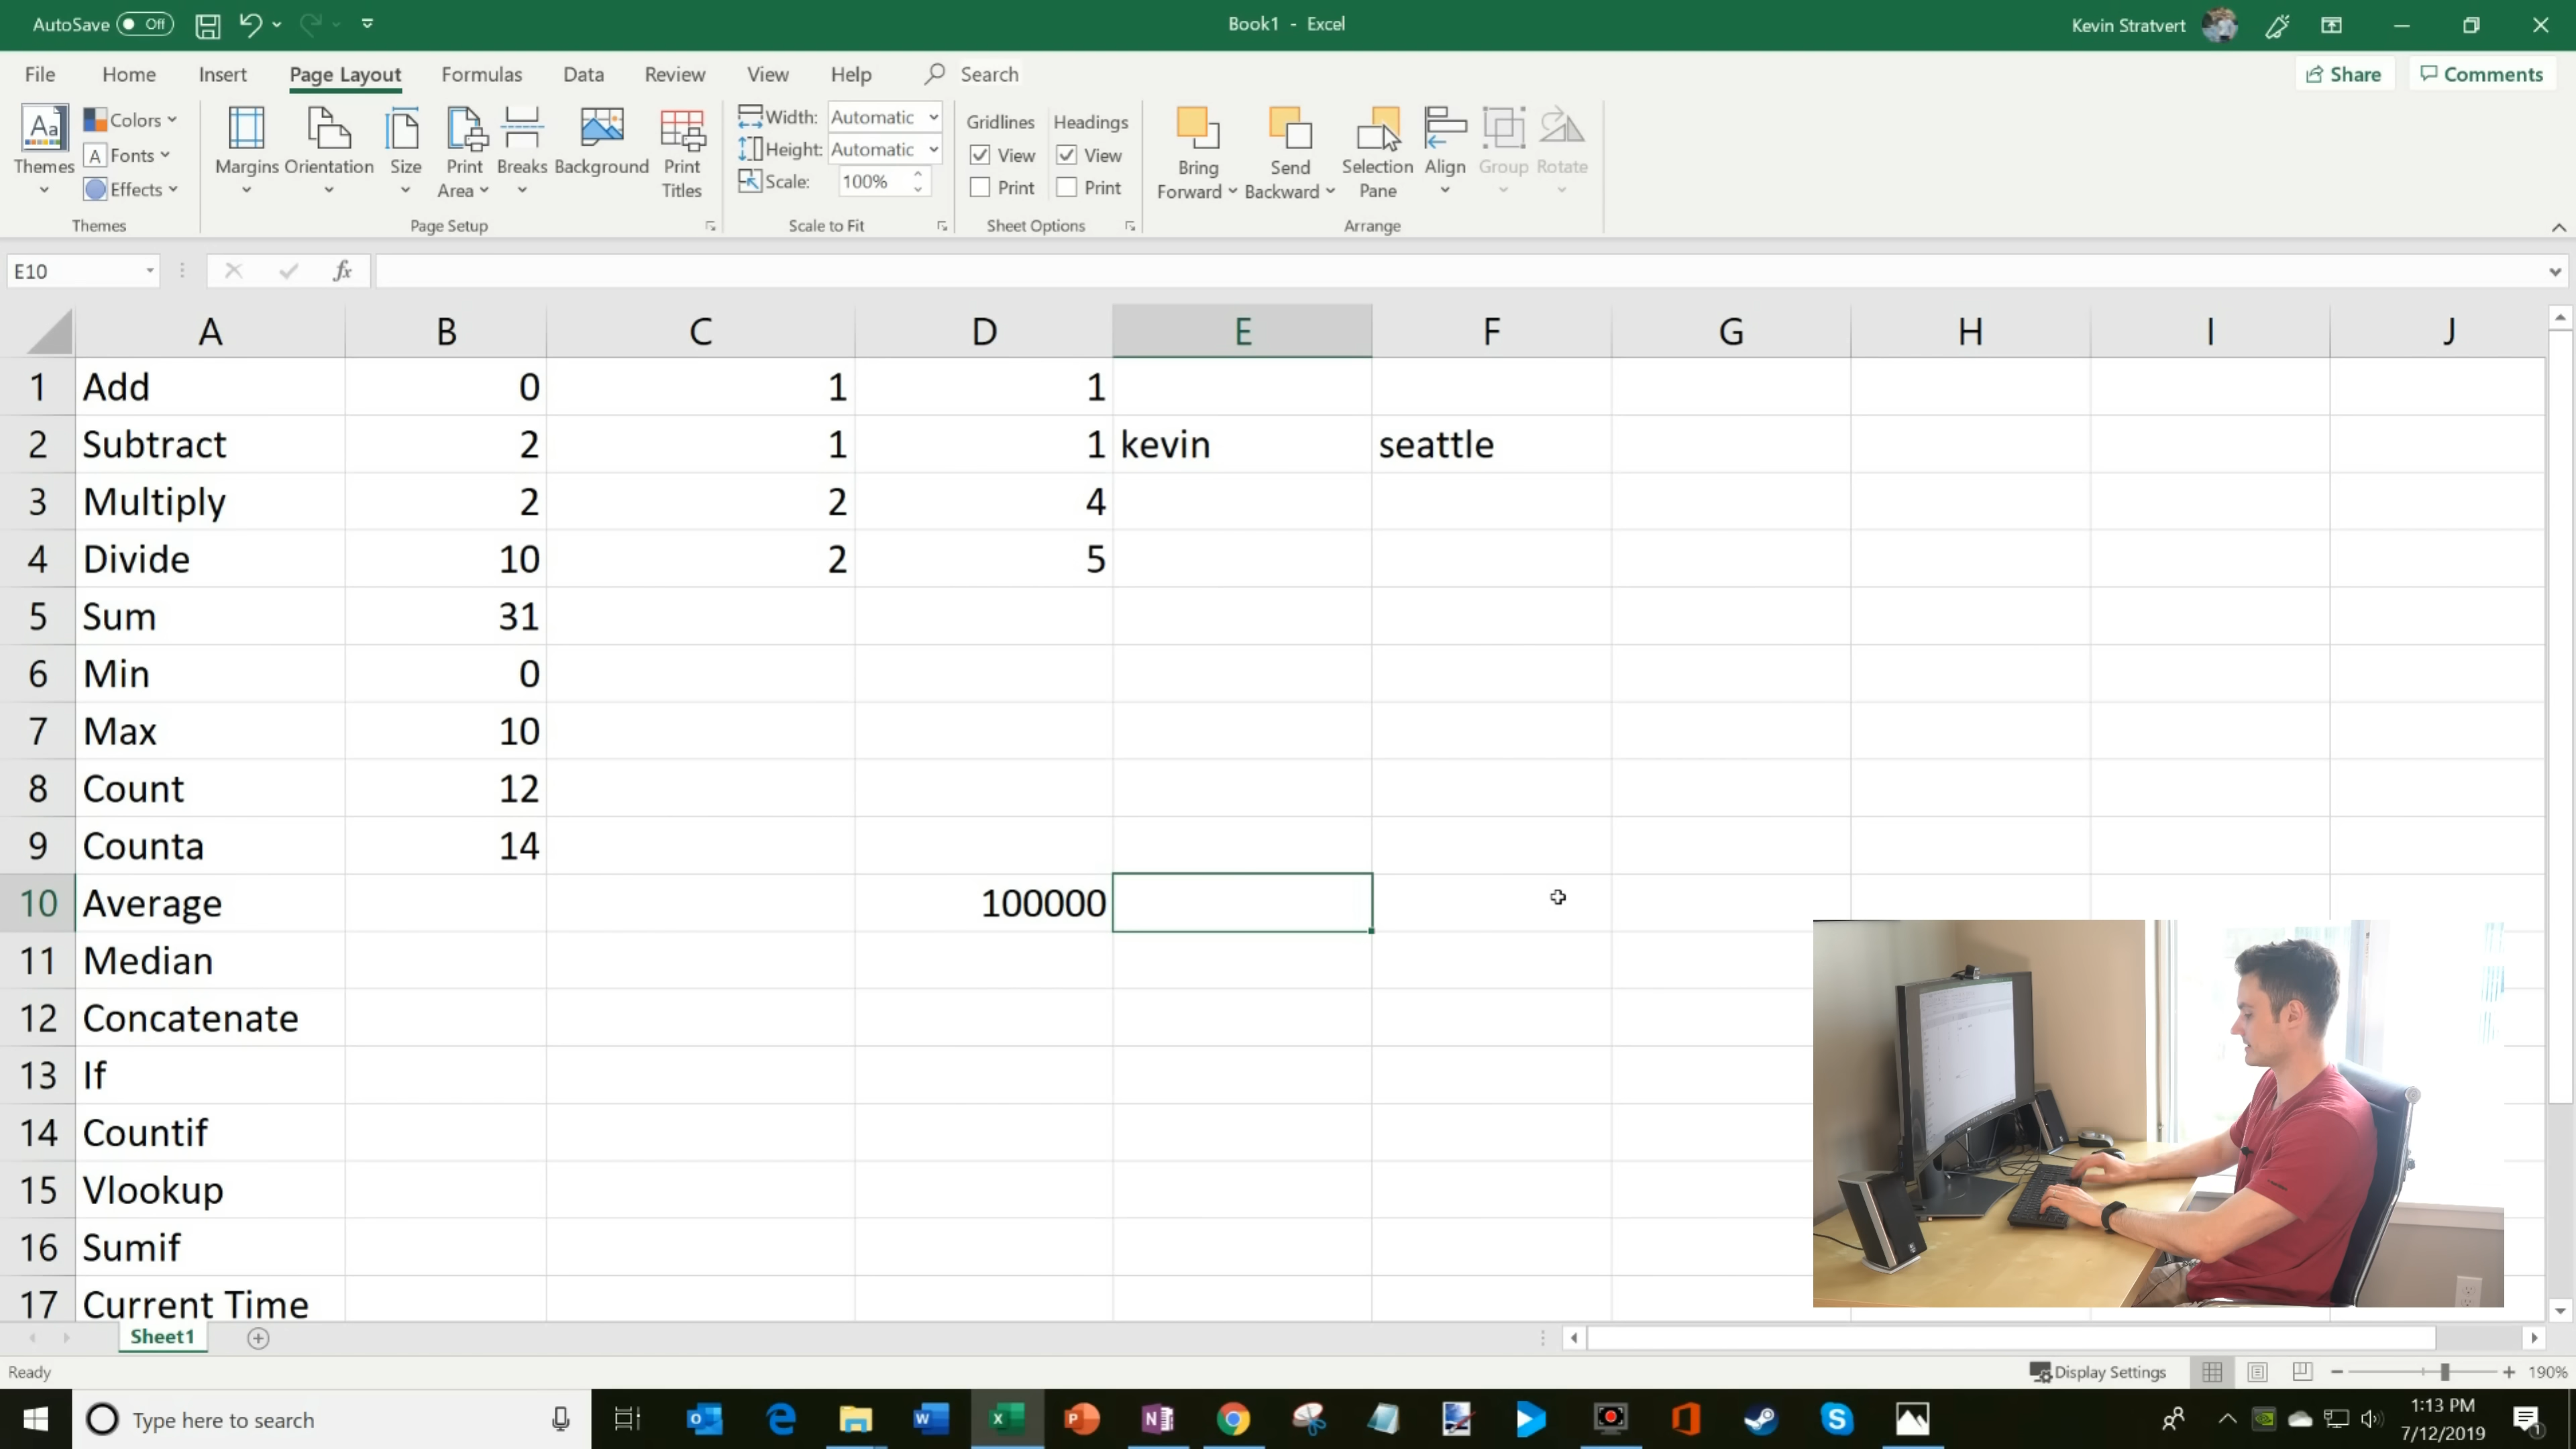 AutoSave Off
Book1 - Excel
Kevin Stratvert
File Home Insert Page Layout Formulas Data Review View Help Search
Share Comments
Themes
Colors
Fonts
Effects
Themes
Margins Orientation Size Print Area Breaks Background Print Titles
Page Setup
Width: Automatic
Height: Automatic
Scale: 100%
Scale to Fit
Gridlines Headings
View View
Print Print
Sheet Options
Bring Forward Send Backward Selection Pane Align Group Rotate
Arrange
E10 fx
A B C D E F G H I J
1 Add 0 1 1
2 Subtract 2 1 1 kevin seattle
3 Multiply 2 2 4
4 Divide 10 2 5
5 Sum 31
6 Min 0
7 Max 10
8 Count 12
9 Counta 14
10 Average 100000
11 Median
12 Concatenate
13 If
14 Countif
15 Vlookup
16 Sumif
17 Current Time
Sheet1
Ready
Display Settings
190%
Type here to search
1:13 PM
7/12/2019